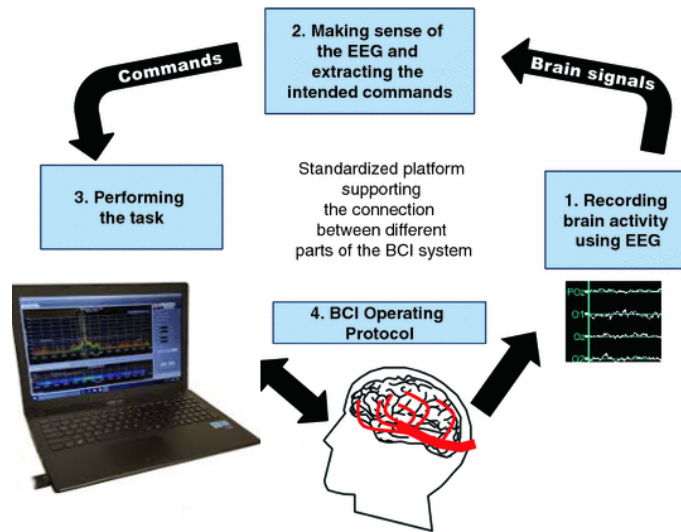 2. Making sense of
the EEG and
extracting the
intended commands
Commands
Brain signals
3. Performing
the task
Standardized platform
supporting
the connection
between different
parts of the BCI system
1. Recording
brain activity
using EEG
4. BCI Operating
Protocol
PO₂
O1
O₂
O2